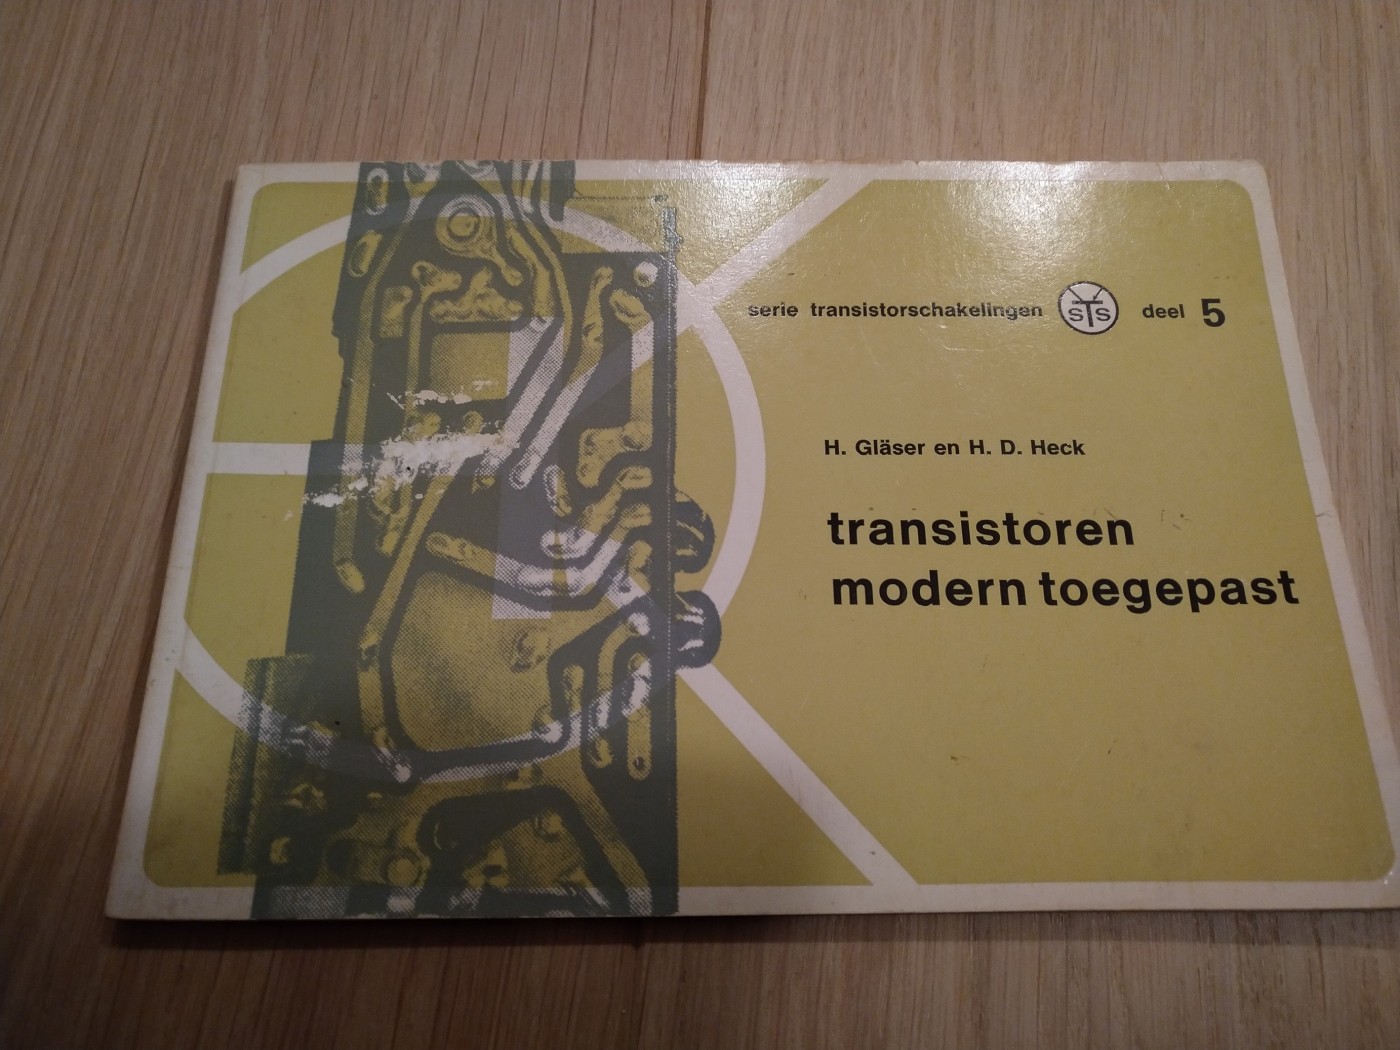 serie transistorschakelingen STS deel 5
H. Gläser en H. D. Heck
transistoren
modern toegepast